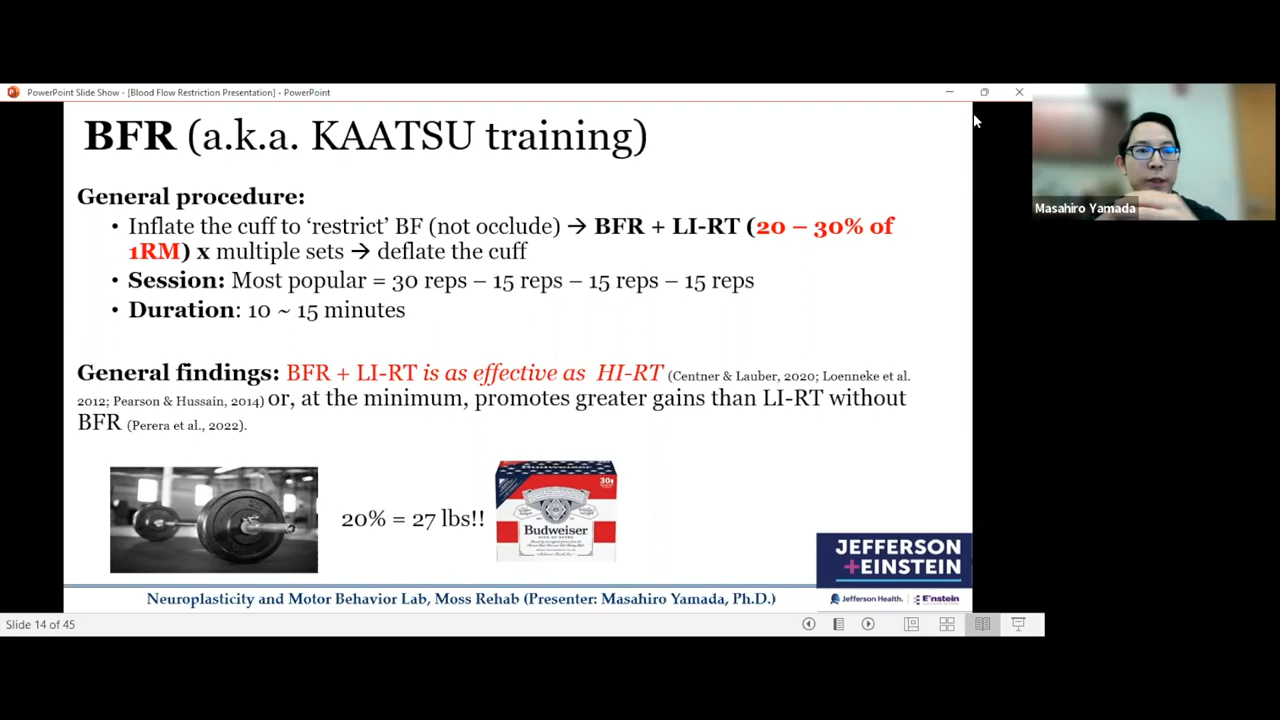 PowerPoint Slide Show - [Blood Flow Restriction Presentation] - PowerPoint
BFR (a.k.a. KAATSU training)
Masahiro Yamada
General procedure:
• Inflate the cuff to ‘restrict’ BF (not occlude) → BFR + LI-RT (20 – 30% of
1RM) x multiple sets → deflate the cuff
• Session: Most popular = 30 reps – 15 reps – 15 reps – 15 reps
• Duration: 10 ~ 15 minutes
General findings: BFR + LI-RT is as effective as HI-RT (Centner & Lauber, 2020; Loenneke et al.
2012; Pearson & Hussain, 2014) or, at the minimum, promotes greater gains than LI-RT without
BFR (Perera et al., 2022).
20% = 27 lbs!!
Budweiser
30
Budweiser
KING OF BEERS
JEFFERSON
+EINSTEIN
Jefferson Health. | Einstein
Neuroplasticity and Motor Behavior Lab, Moss Rehab (Presenter: Masahiro Yamada, Ph.D.)
Slide 14 of 45